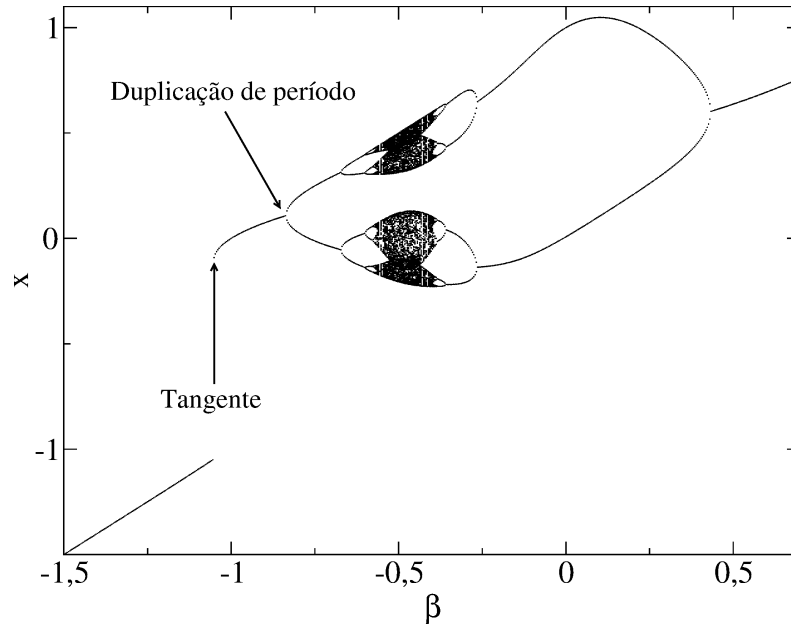 1
Duplicação de período
0
x
Tangente
-1
-1,5
-1
-0,5
0
0,5
β